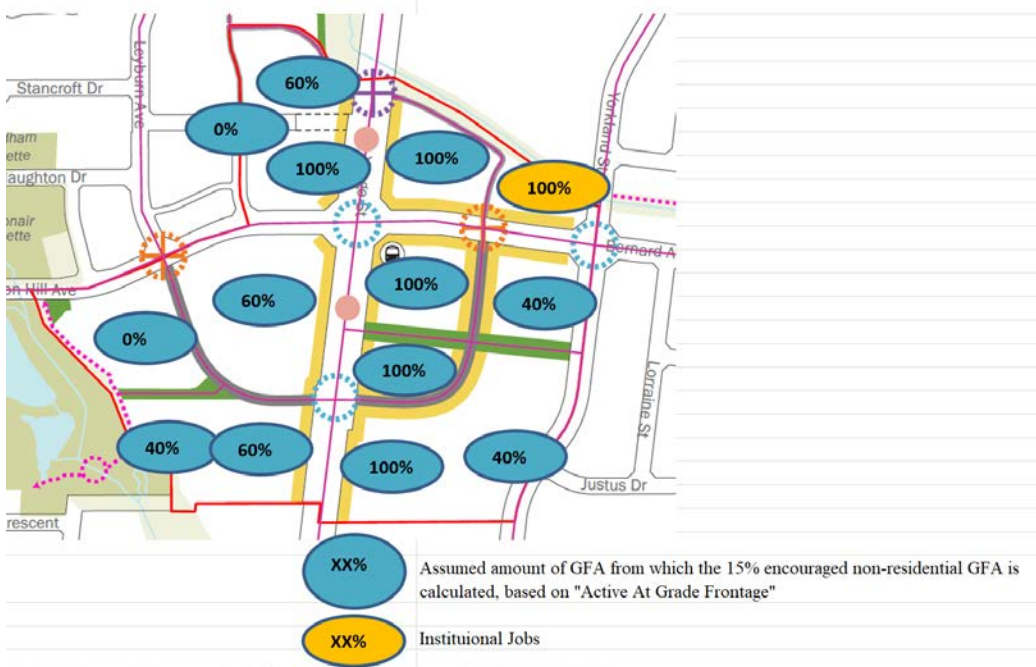 Leyburn Ave
Stancroft Dr
60%
0%
100%
100%
Yorkland St
100%
ham
ette
aughton Dr
onair
ette
Bernard A
on Hill Ave
60%
100%
40%
0%
100%
Lorraine St
40%
60%
100%
40%
Justus Dr
rescent
XX%
Assumed amount of GFA from which the 15% encouraged non-residential GFA is
calculated, based on "Active At Grade Frontage"
XX%
Instituional Jobs